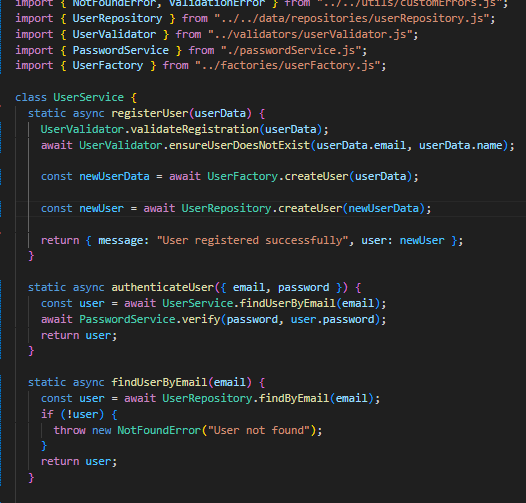 import { NotFoundError, ValidationError } from "../../utils/customErrors.js";
import { UserRepository } from "../../data/repositories/userRepository.js";
import { UserValidator } from "../validators/userValidator.js";
import { PasswordService } from "./passwordService.js";
import { UserFactory } from "../factories/userFactory.js";
class UserService {
static async registerUser(userData) {
UserValidator.validateRegistration(userData);
await UserValidator.ensureUserDoesNotExist(userData.email, userData.name);
const newUserData = await UserFactory.createUser(userData);
const newUser = await UserRepository.createUser(newUserData);
return { message: "User registered successfully", user: newUser };
}
static async authenticateUser({ email, password }) {
const user = await UserService.findUserByEmail(email);
await PasswordService.verify(password, user.password);
return user;
}
static async findUserByEmail(email) {
const user = await UserRepository.findByEmail(email);
if (!user) {
throw new NotFoundError("User not found");
}
return user;
}